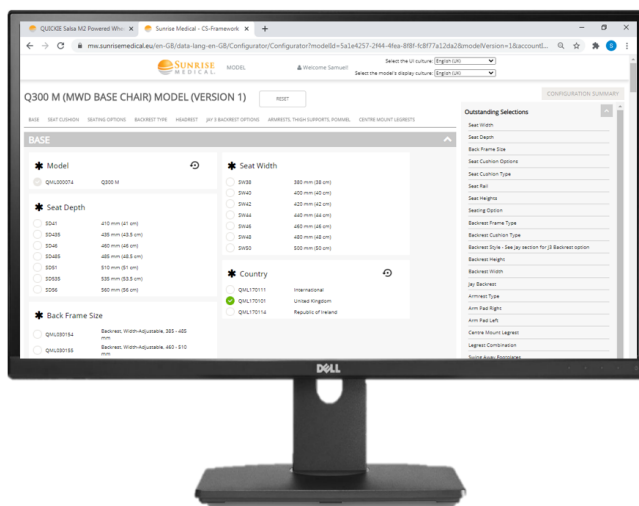 QUICKIE Salsa M2 Powered Whe
Sunrise Medical - CS-Framework
mw.sunrisemedical.eu/en-GB/data-lang-en-GB/Configurator/Configurator?modelId=5a1e4257-2f44-4fea-8f8f-fc8f77a12da2&modelVersion=1&accountI...
SUNRISE
MEDICAL.
MODEL
Welcome Samuel!
Select the UI culture: English (UK)
Select the model's display culture: English (UK)
Q300 M (MWD BASE CHAIR) MODEL (VERSION 1)
RESET
CONFIGURATION SUMMARY
BASE SEAT CUSHION SEATING OPTIONS BACKREST TYPE HEADREST JAY 3 BACKREST OPTIONS ARMRESTS, THIGH SUPPORTS, POMMEL CENTRE MOUNT LEGRESTS
BASE
Model
QML080074 Q300 M
Seat Depth
SD41 410 mm (41 cm)
SD435 435 mm (43.5 cm)
SD46 460 mm (46 cm)
SD485 485 mm (48.5 cm)
SD51 510 mm (51 cm)
SD535 535 mm (53.5 cm)
SD56 560 mm (56 cm)
Back Frame Size
QML090154 Backrest, Width-Adjustable, 385 - 455 mm
QML090155 Backrest, Width-Adjustable, 460 - 510 mm
Seat Width
SW38 380 mm (38 cm)
SW40 400 mm (40 cm)
SW42 420 mm (42 cm)
SW44 440 mm (44 cm)
SW46 460 mm (46 cm)
SW48 480 mm (48 cm)
SW50 500 mm (50 cm)
Country
QML170111 International
QML170101 United Kingdom
QML170114 Republic of Ireland
Outstanding Selections
Seat Width
Seat Depth
Back Frame Size
Seat Cushion Options
Seat Cushion Type
Seat Rail
Seat Heights
Seating Option
Backrest Frame Type
Backrest Cushion Type
Backrest Style - See Jay section for J3 Backrest option
Backrest Height
Backrest Width
Jay Backrest
Armrest Type
Arm Pad Right
Arm Pad Left
Centre Mount Legrest
Legrest Combination
Swing Away Footplates
DELL